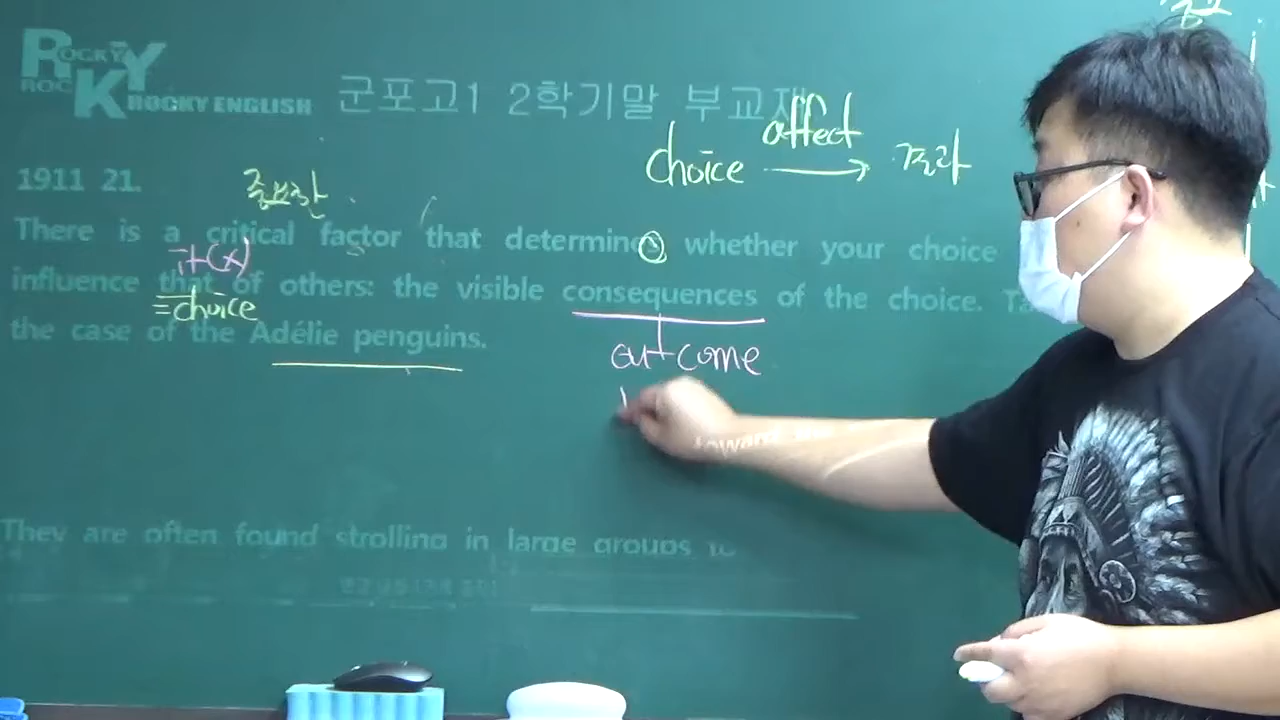 ROCKY
ROCKY ENGLISH
군포고1 2학기말 부교재
affect
choice → 결과
1911 21.
중요한
There is a critical factor that determines whether your choice
it(x)
influence that of others: the visible consequences of the choice.
=choice
the case of the Adélie penguins.
outcome
toward
They are often found strolling in large groups to